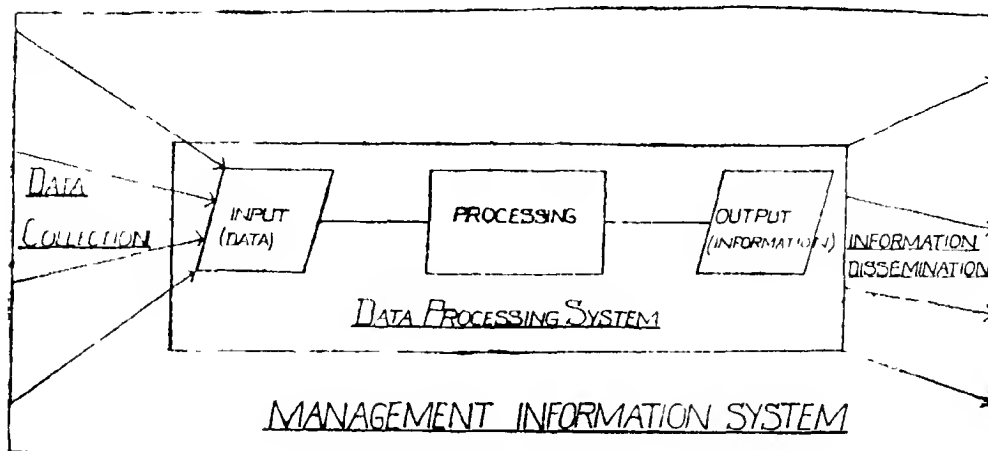 DATA
COLLECTION
INPUT
(DATA)
PROCESSING
OUTPUT
(INFORMATION)
INFORMATION
DISSEMINATION
DATA PROCESSING SYSTEM
MANAGEMENT INFORMATION SYSTEM